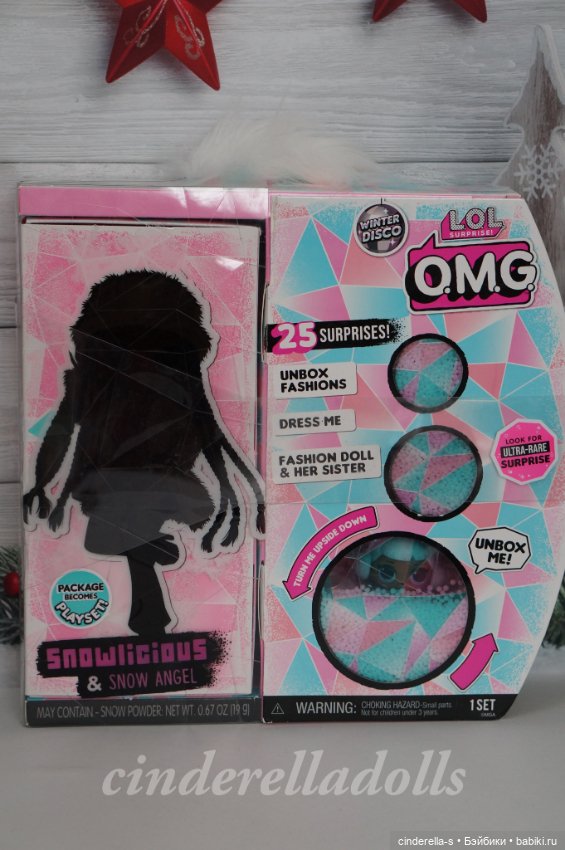 WINTER
DISCO
LOL
SURPRISE!
O.M.G.
25 SURPRISES!
UNBOX
FASHIONS
DRESS ME
FASHION DOLL
& HER SISTER
LOOK FOR
ULTRA-RARE
SURPRISE
TURN ME UPSIDE DOWN
UNBOX
ME!
PACKAGE
BECOMES
PLAYSET!
SNOWLICIOUS
& SNOW ANGEL
MAY CONTAIN - SNOW POWDER. NET WT. 0.67 OZ (19 g)
WARNING: CHOKING HAZARD-Small parts.
Not for children under 3 years.
1 SET
cinderelladolls
cinderella-s • Бэйбики • babiki.ru